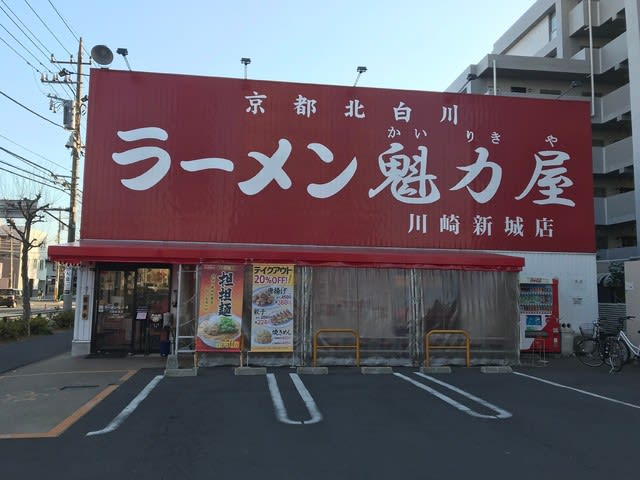 京都北白川
かいりきや
ラーメン魁力屋
川崎新城店
担担麺
テイクアウト
20%OFF!
唐揚げ
餃子
焼きめし